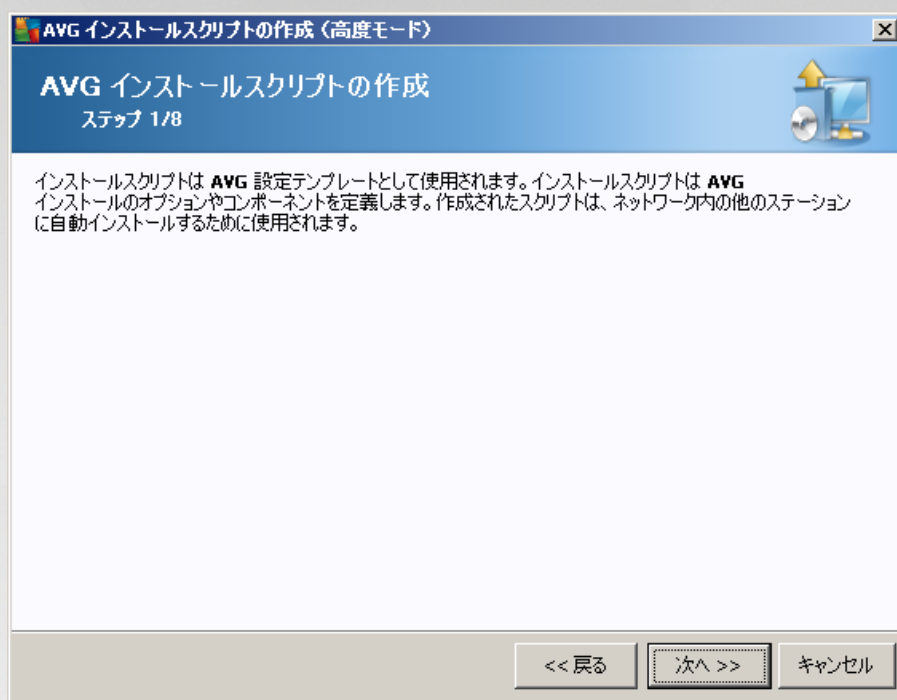 AVG インストールスクリプトの作成（高度モード）
AVG インストールスクリプトの作成
ステップ 1/8
インストールスクリプトは AVG 設定テンプレートとして使用されます。インストールスクリプトは AVG
インストールのオプションやコンポーネントを定義します。作成されたスクリプトは、ネットワーク内の他のステーション
に自動インストールするために使用されます。
<< 戻る 次へ >> キャンセル